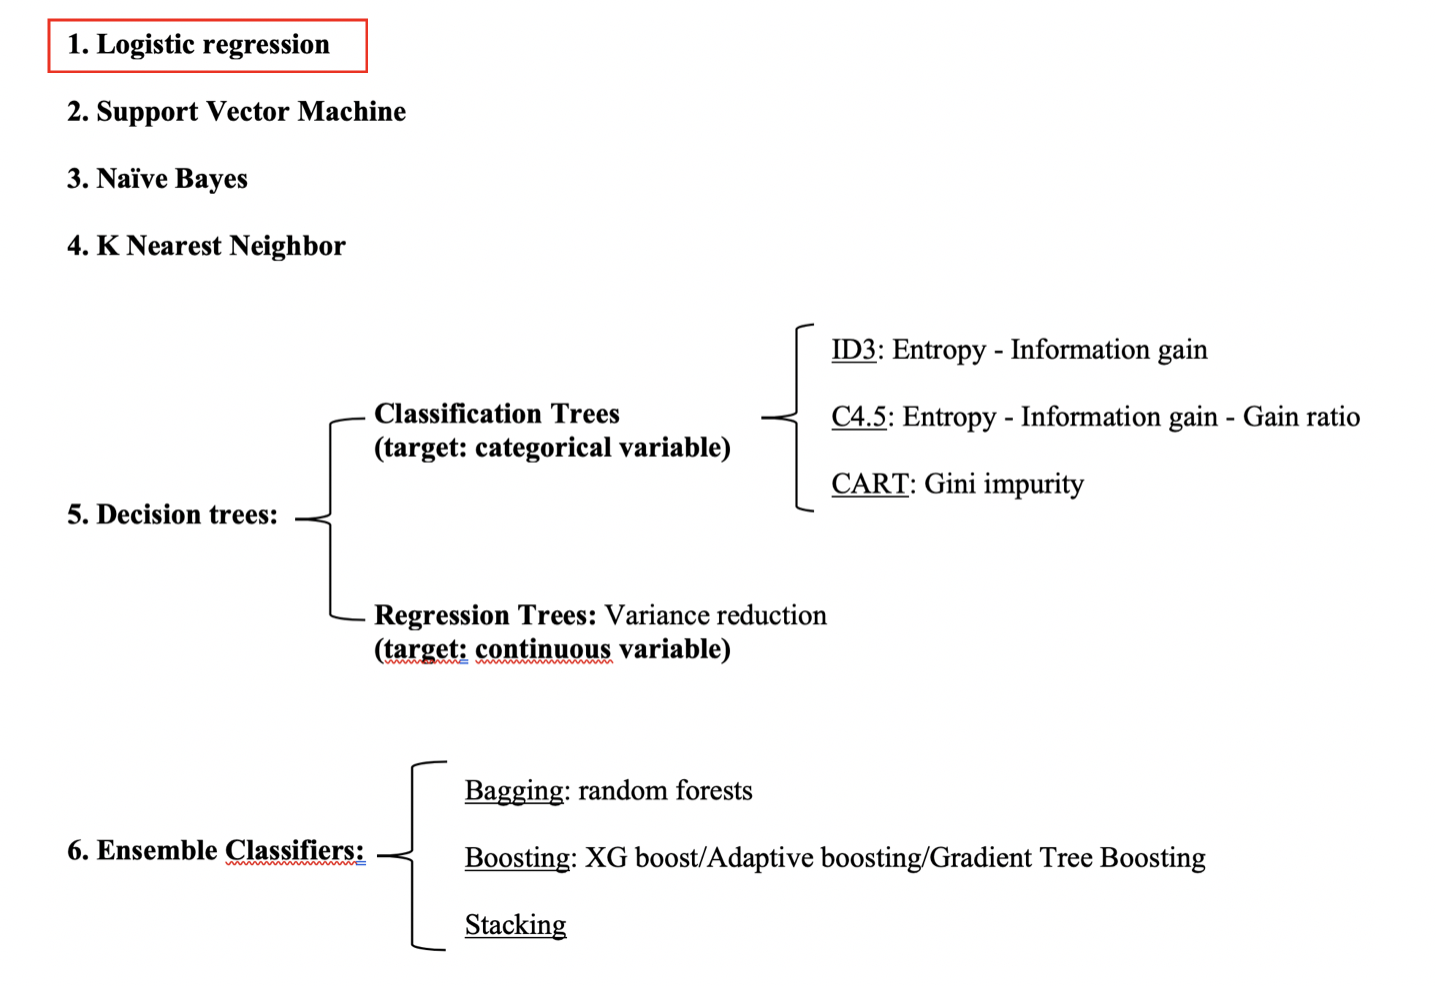 1. Logistic regression
2. Support Vector Machine
3. Naïve Bayes
4. K Nearest Neighbor
5. Decision trees:
Classification Trees
(target: categorical variable)
ID3: Entropy - Information gain
C4.5: Entropy - Information gain - Gain ratio
CART: Gini impurity
Regression Trees: Variance reduction
(target: continuous variable)
6. Ensemble Classifiers:
Bagging: random forests
Boosting: XG boost/Adaptive boosting/Gradient Tree Boosting
Stacking